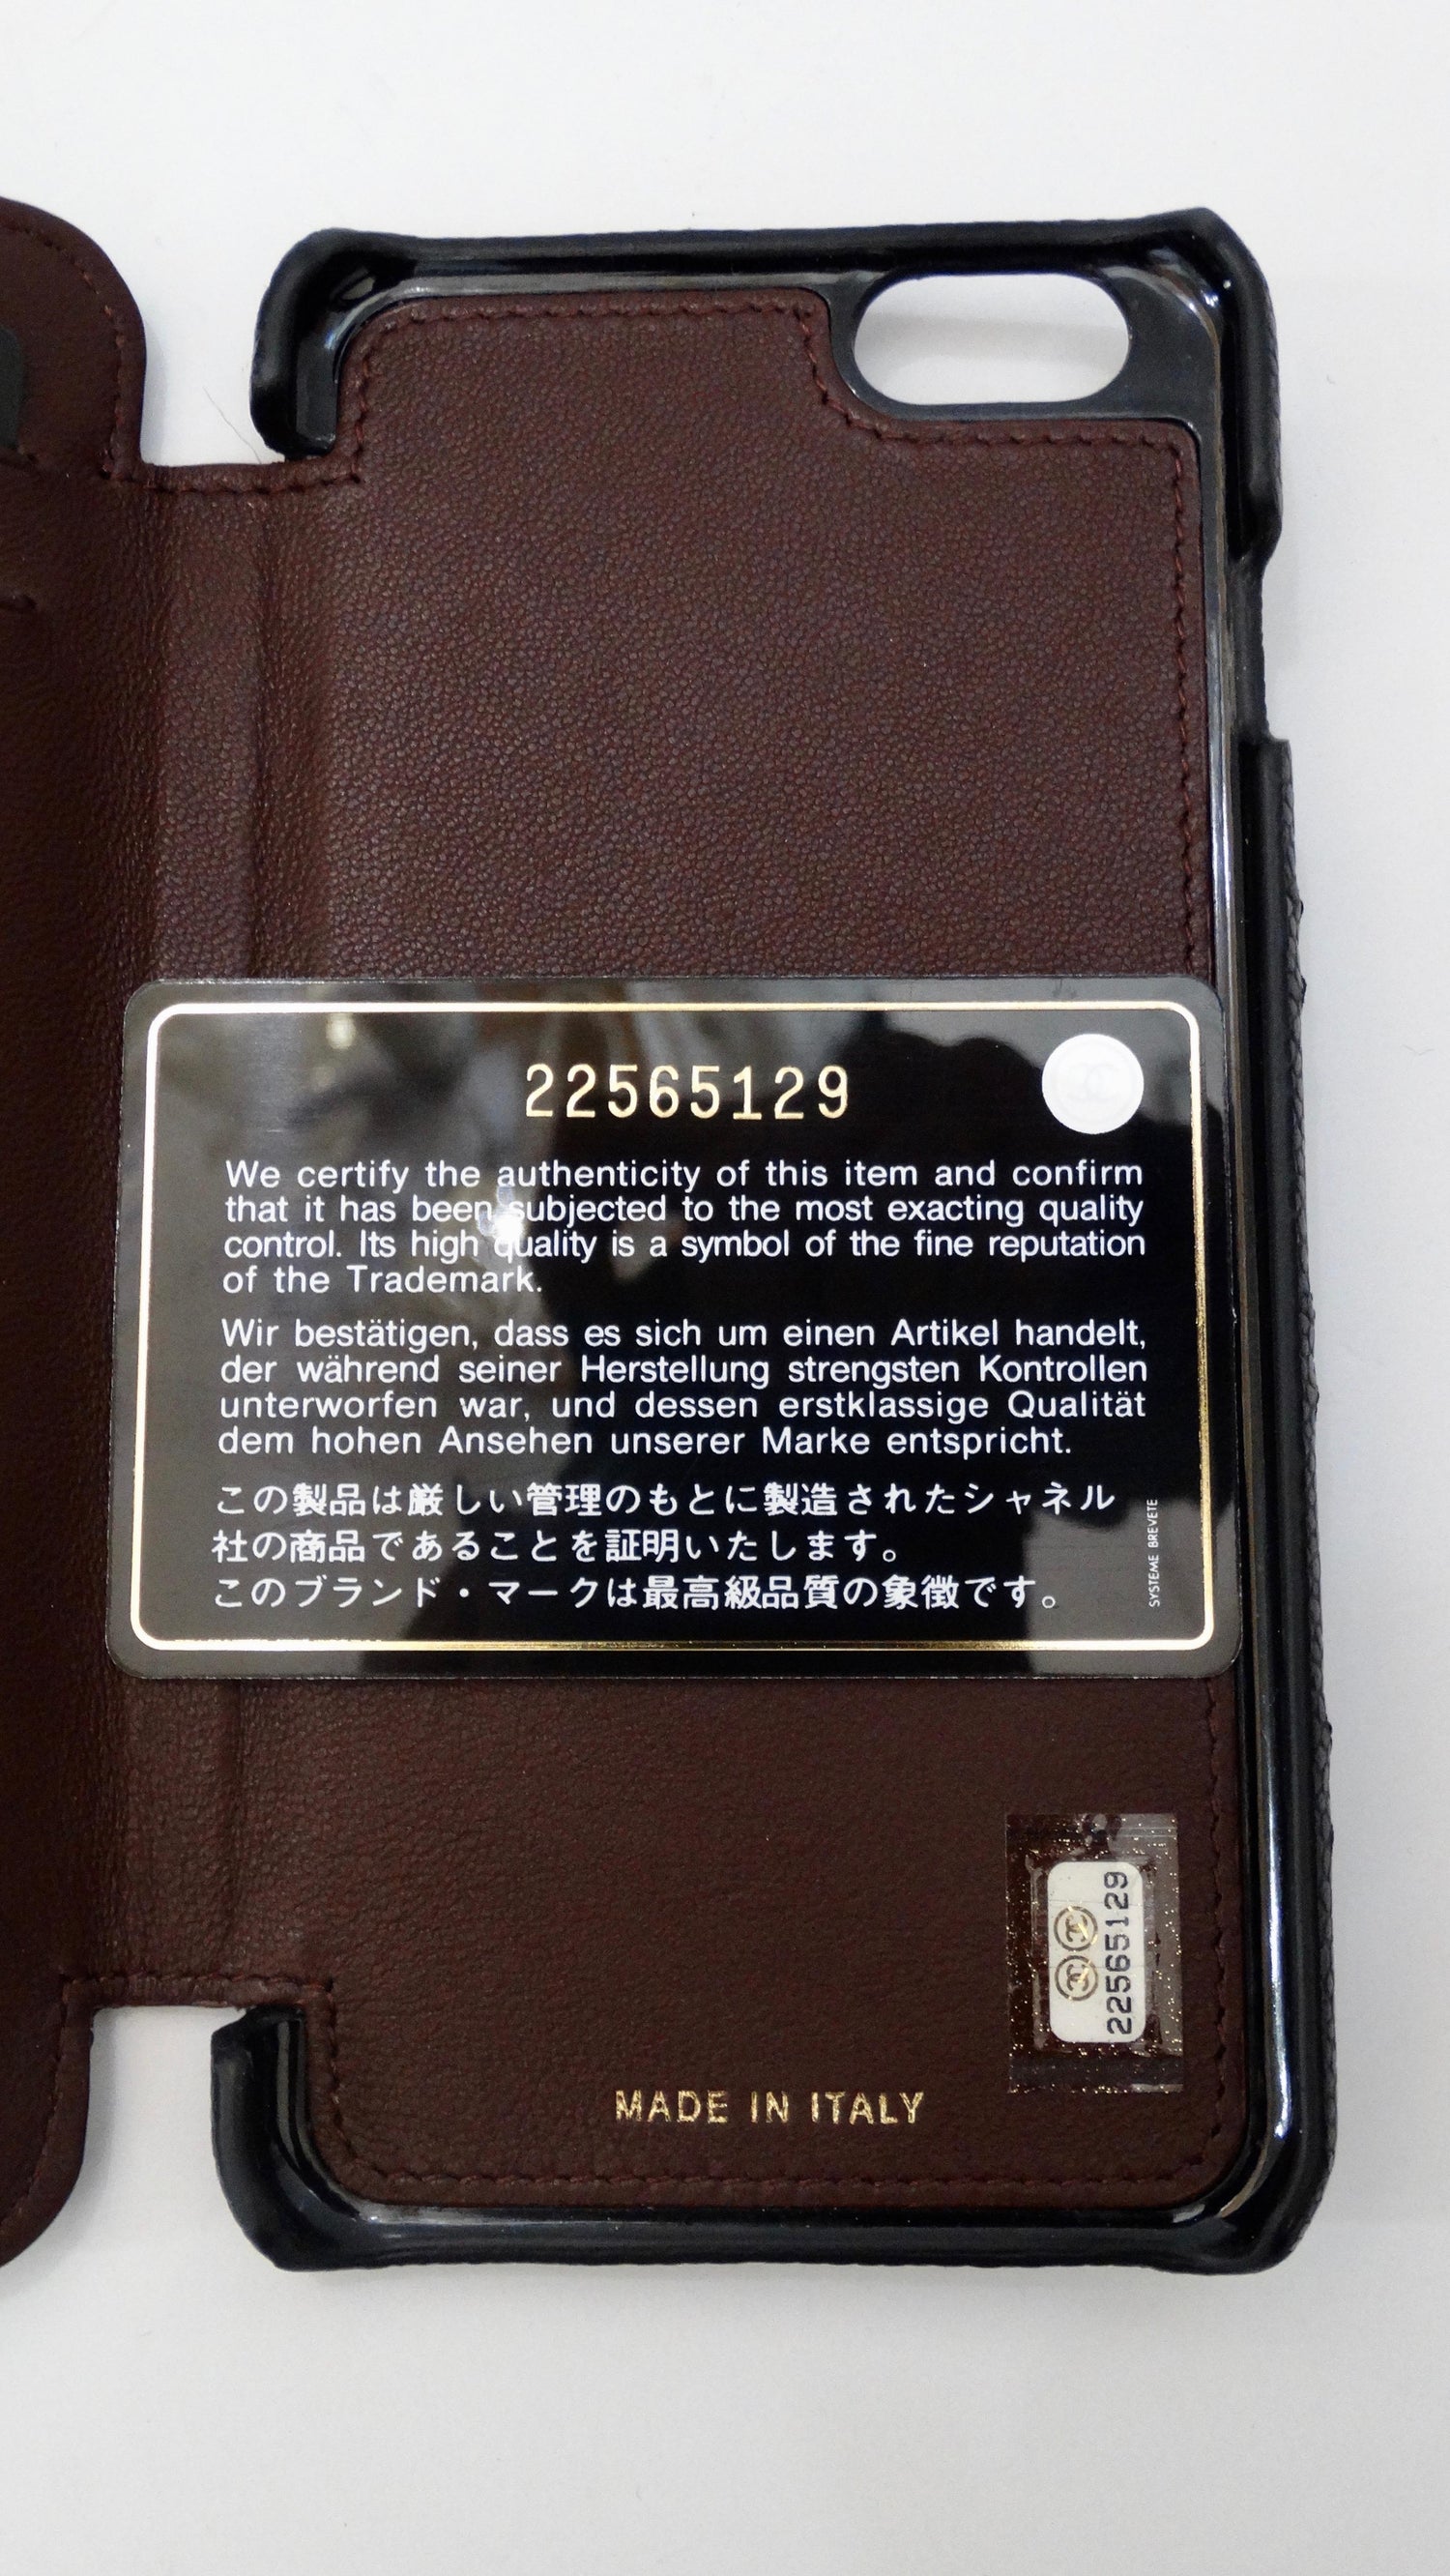 22565129
We certify the authenticity of this item and confirm
that it has been subjected to the most exacting quality
control. Its high quality is a symbol of the fine reputation
of the Trademark.
Wir bestätigen, dass es sich um einen Artikel handelt,
der während seiner Herstellung strengsten Kontrollen
unterworfen war, und dessen erstklassige Qualität
dem hohen Ansehen unserer Marke entspricht.
この製品は厳しい管理のもとに製造されたシャネル
社の商品であることを証明いたします。
このブランド・マークは最高級品質の象徴です。
SYSTEME BREVETE
22565129
MADE IN ITALY